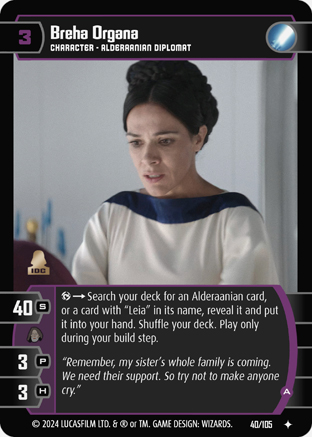 3
Breha Organa
CHARACTER - ALDERAANIAN DIPLOMAT
IDC
40 S
Search your deck for an Alderaanian card,
or a card with “Leia” in its name, reveal it and put
it into your hand. Shuffle your deck. Play only
during your build step.
3 P
“Remember, my sister’s whole family is coming.
We need their support. So try not to make anyone
cry.”
3 H
A
© 2024 LUCASFILM LTD. & ® or TM. GAME DESIGN: WIZARDS.
40/105